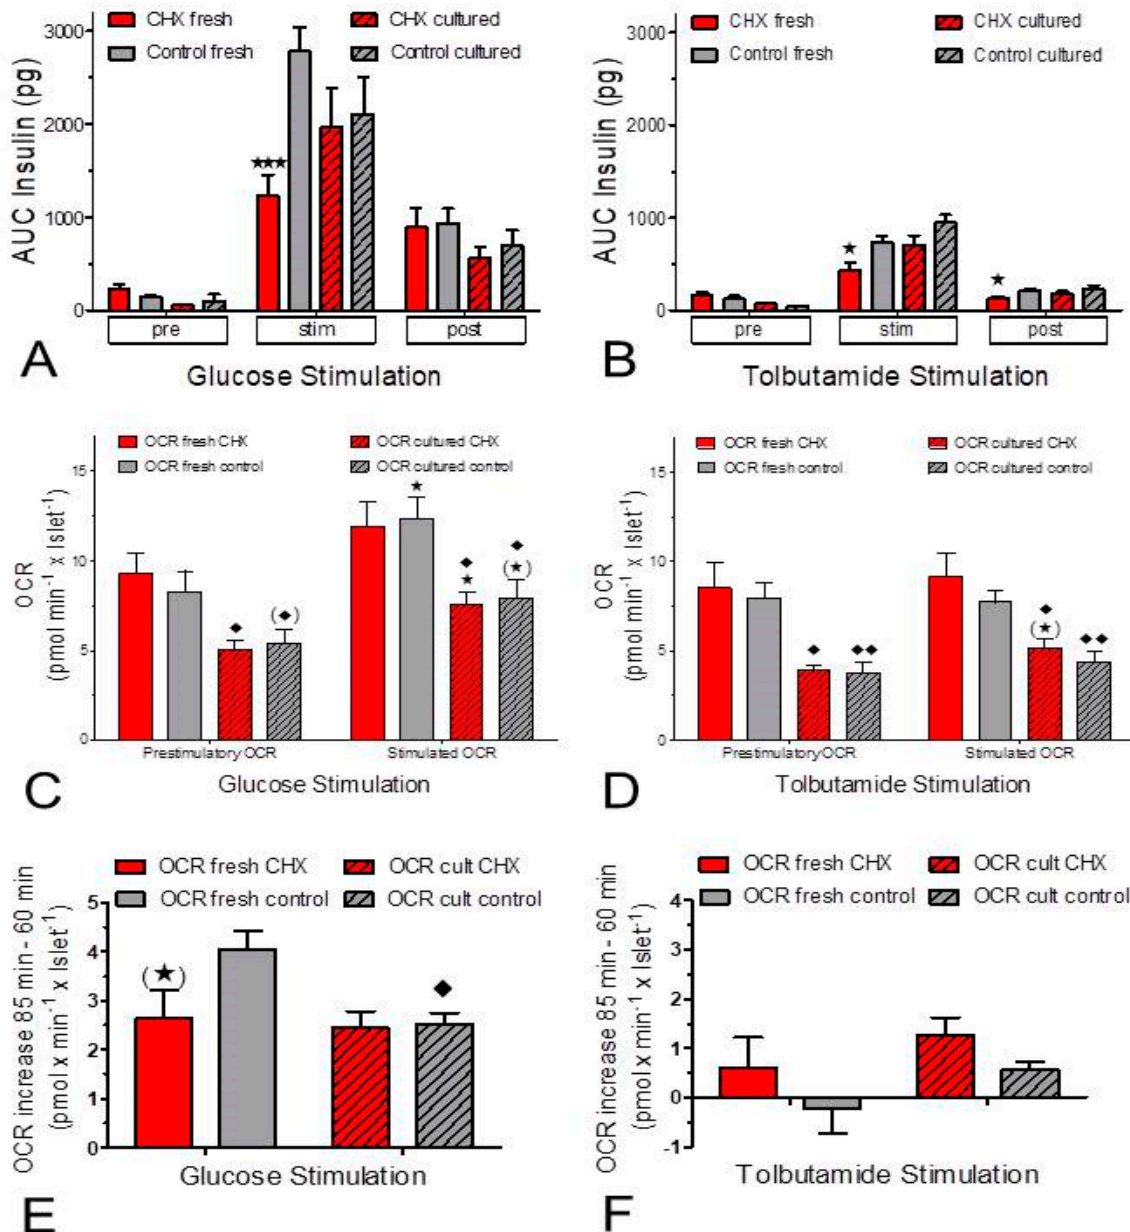 CHX fresh CHX cultured
Control fresh Control cultured
3000
2000
1000
0
AUC Insulin (pg)
★★★
pre stim post
A Glucose Stimulation
CHX fresh CHX cultured
Control fresh Control cultured
3000
2000
1000
0
AUC Insulin (pg)
★ ★
pre stim post
B Tolbutamide Stimulation
OCR fresh CHX OCR cultured CHX
OCR fresh control OCR cultured control
15
10
5
0
OCR
(pmol min⁻¹ x Islet⁻¹)
◆ (◆) ★ ◆ ★ ◆ (★)
Prestimulatory OCR Stimulated OCR
C Glucose Stimulation
OCR fresh CHX OCR cultured CHX
OCR fresh control OCR cultured control
15
10
5
0
OCR
(pmol min⁻¹ x Islet⁻¹)
◆ ◆◆ ◆ (★) ◆◆
Prestimulatory OCR Stimulated OCR
D Tolbutamide Stimulation
OCR fresh CHX OCR cult CHX
OCR fresh control OCR cult control
5
4
3
2
1
0
OCR increase 85 min - 60 min
(pmol x min⁻¹ x Islet⁻¹)
(★) ◆
Glucose Stimulation
E
OCR fresh CHX OCR cult CHX
OCR fresh control OCR cult control
4
3
2
1
0
-1
OCR increase 85 min - 60 min
(pmol x min⁻¹ x Islet⁻¹)
Tolbutamide Stimulation
F